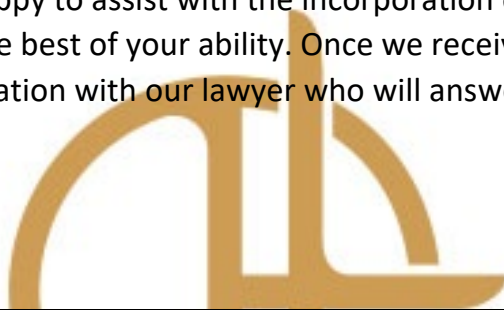 ppy to assist with the incorporation
e best of your ability. Once we recei
ation with our lawyer who will answ